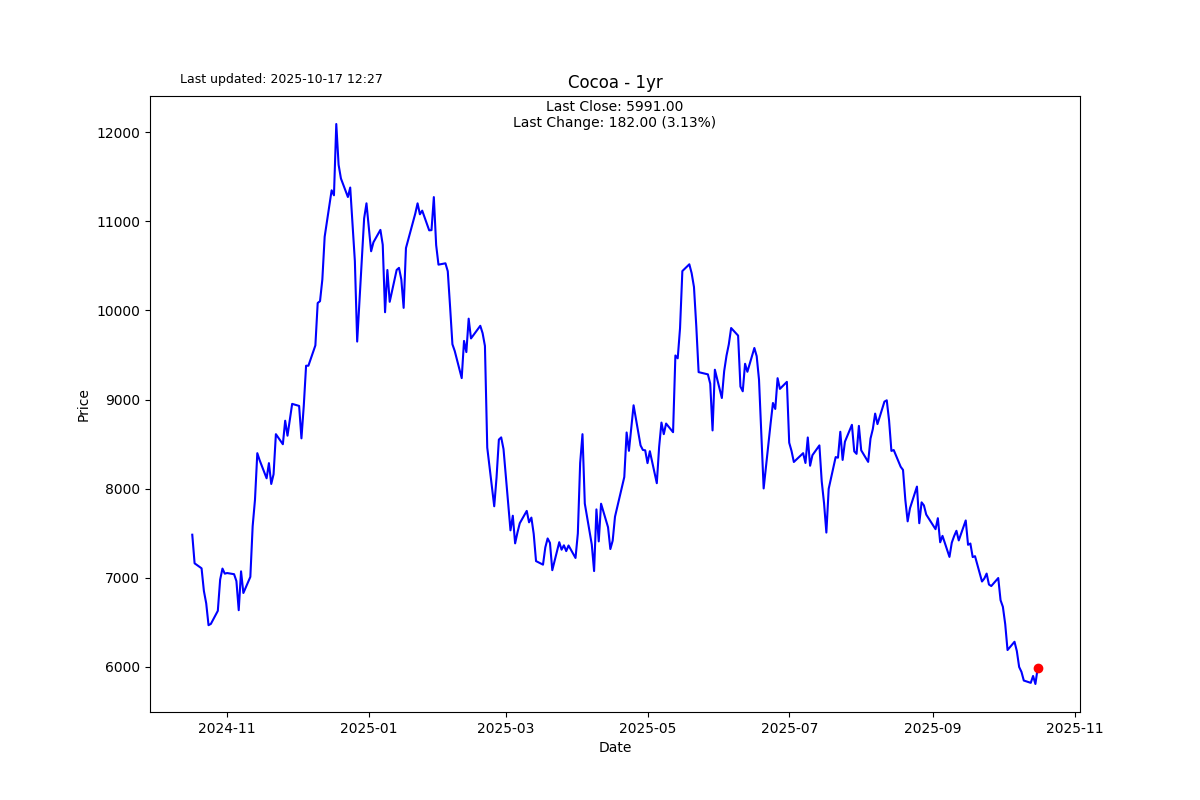 Last updated: 2025-10-17 12:27
Cocoa - 1yr
Last Close: 5991.00
Last Change: 182.00 (3.13%)
12000
11000
10000
9000
8000
7000
6000
Price
2024-11
2025-01
2025-03
2025-05
2025-07
2025-09
2025-11
Date